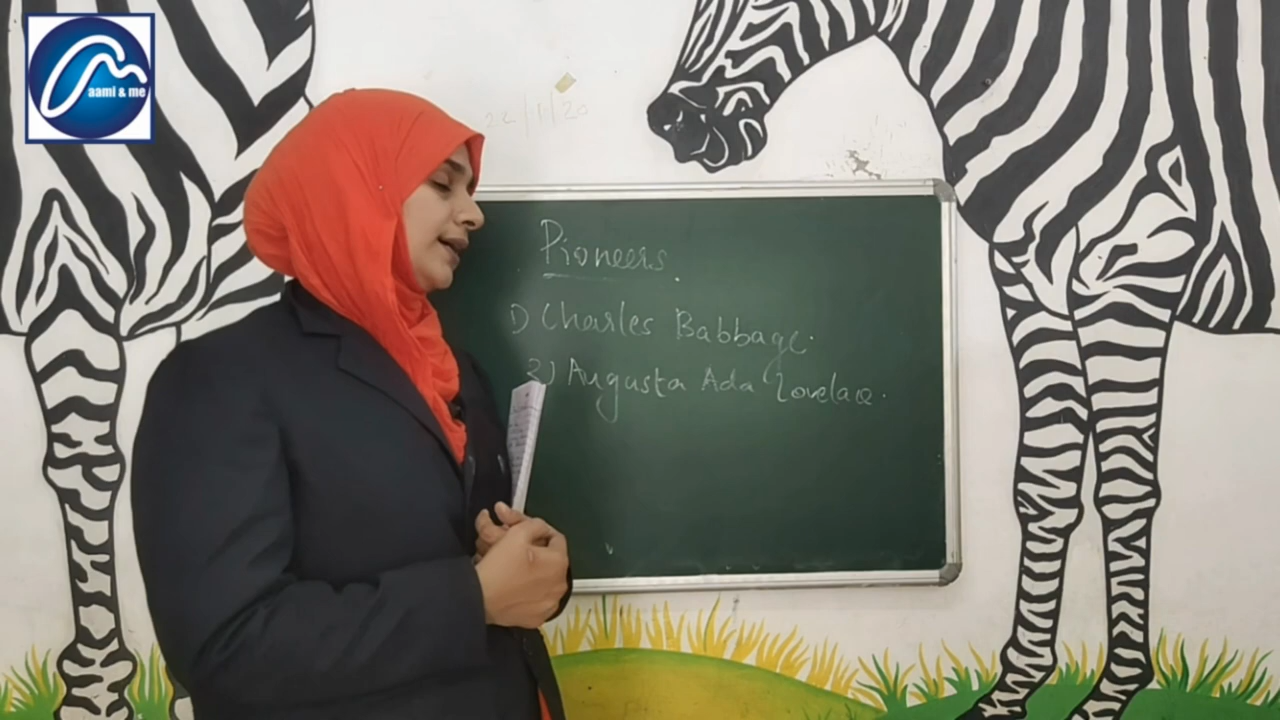 aami & me
Pioneers
1) Charles Babbage.
2) Augusta Ada Lovelace.